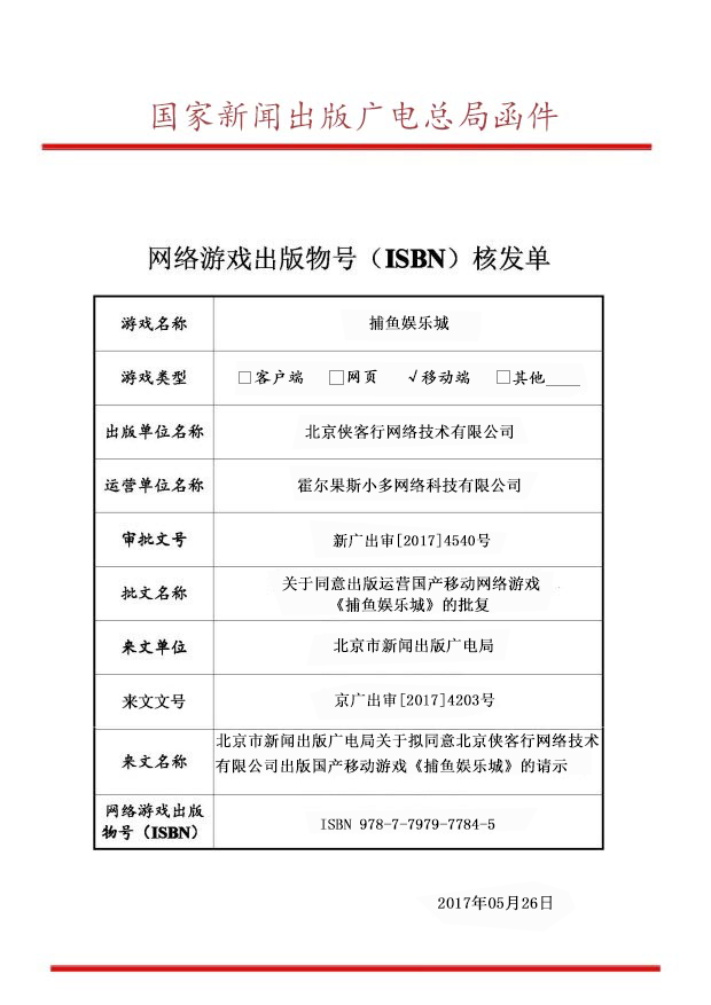 国家新闻出版广电总局函件
网络游戏出版物号（ISBN）核发单
游戏名称
捕鱼娱乐城
游戏类型
□客户端 □网页 √移动端 □其他____
出版单位名称
北京侠客行网络技术有限公司
运营单位名称
霍尔果斯小多网络科技有限公司
审批文号
新广出审[2017]4540号
批文名称
关于同意出版运营国产移动网络游戏
《捕鱼娱乐城》的批复
来文单位
北京市新闻出版广电局
来文文号
京广出审[2017]4203号
来文名称
北京市新闻出版广电局关于拟同意北京侠客行网络技术
有限公司出版国产移动游戏《捕鱼娱乐城》的请示
网络游戏出版
物号（ISBN）
ISBN 978-7-7979-7784-5
2017年05月26日